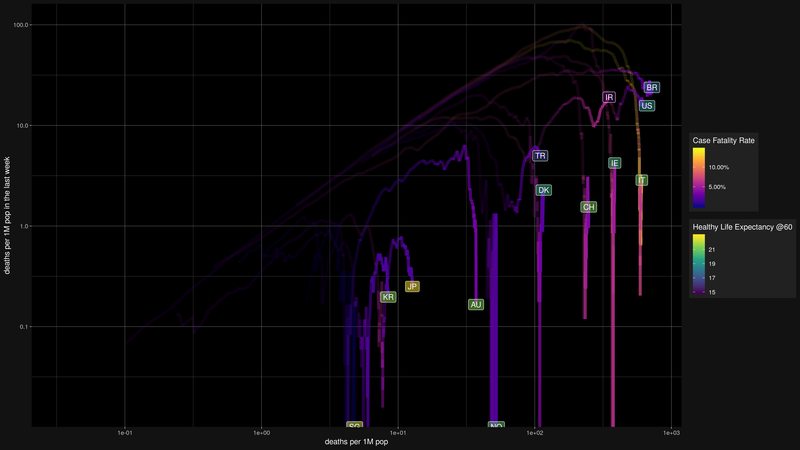 100.0
10.0
1.0
0.1
deaths per 1M pop in the last week
BR
US
IR
TR
IE
IT
DK
CH
JP
KR
AU
SG
NO
1e-01 1e+00 1e+01 1e+02 1e+03
deaths per 1M pop
Case Fatality Rate
10.00%
5.00%
Healthy Life Expectancy @60
21
19
17
15